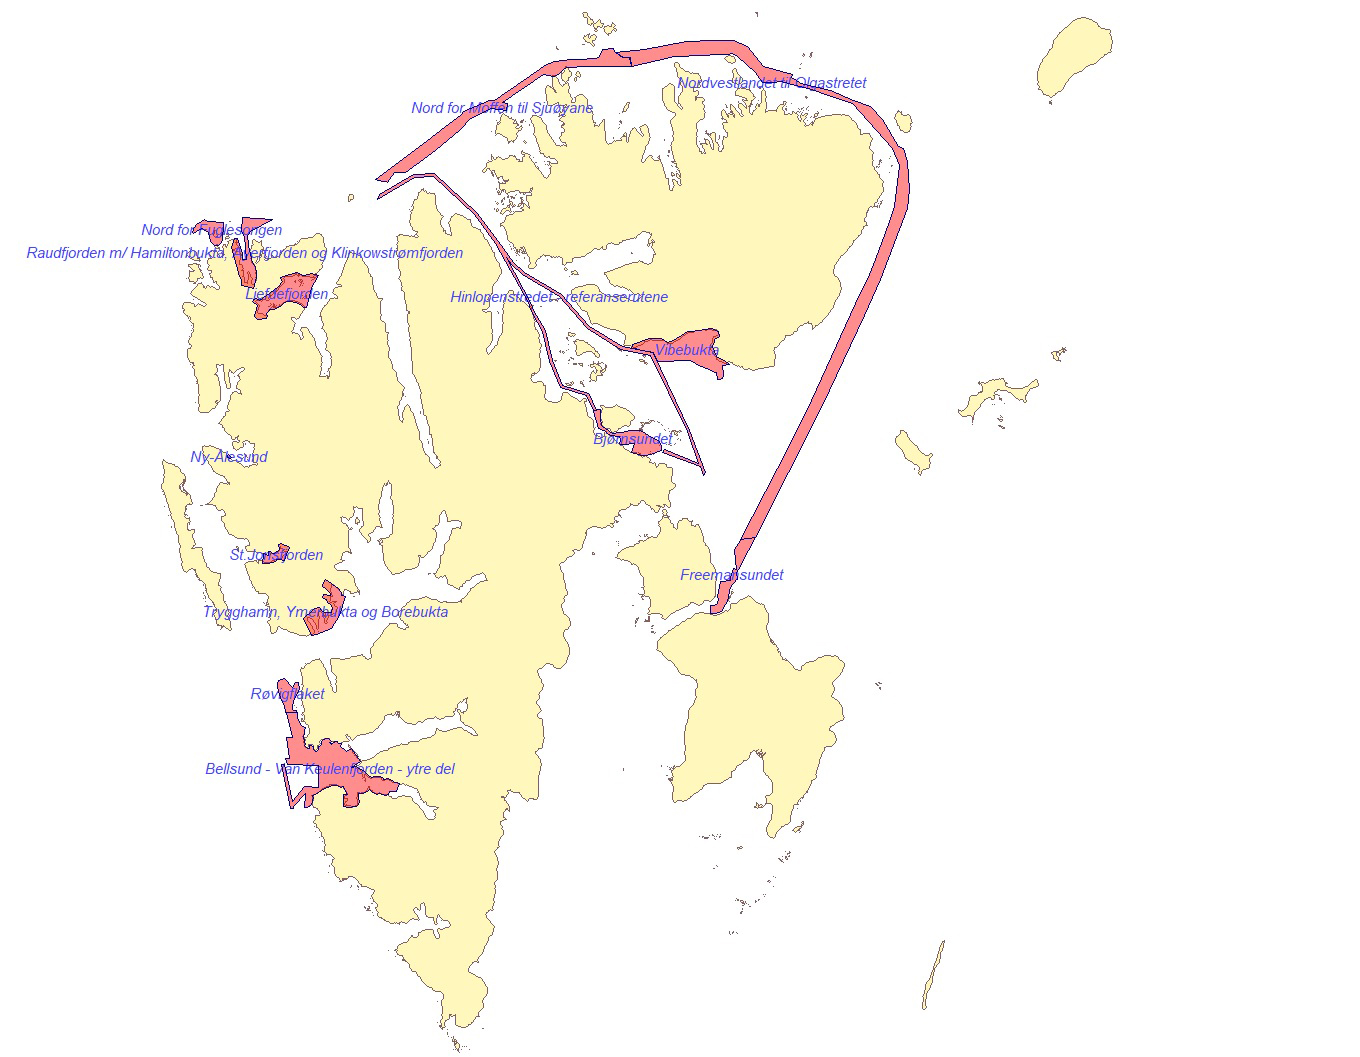 Nordvestlandet til Olgastretet
Nord for Moffen til Sjuøyane
Nord for Fuglesongen
Raudfjorden m/ Hamiltonbukta, Ayerfjorden og Klinkowstrømfjorden
Liefdefjorden
Hinlopenstredet - referanserutene
Vibebukta
Bjørnsundet
Ny-Ålesund
St.Jonsfjorden
Freemansundet
Trygghamn, Ymerbukta og Borebukta
Røvigflaket
Bellsund - Van Keulenfjorden - ytre del